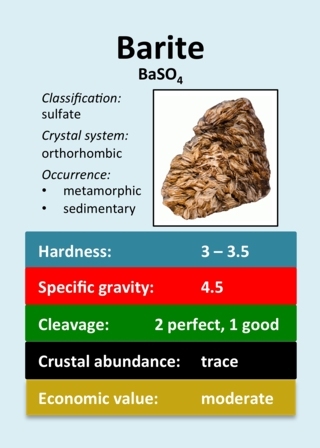 Barite
BaSO₄
Classification:
sulfate
Crystal system:
orthorhombic
Occurrence:
• metamorphic
• sedimentary
Hardness: 3 – 3.5
Specific gravity: 4.5
Cleavage: 2 perfect, 1 good
Crustal abundance: trace
Economic value: moderate